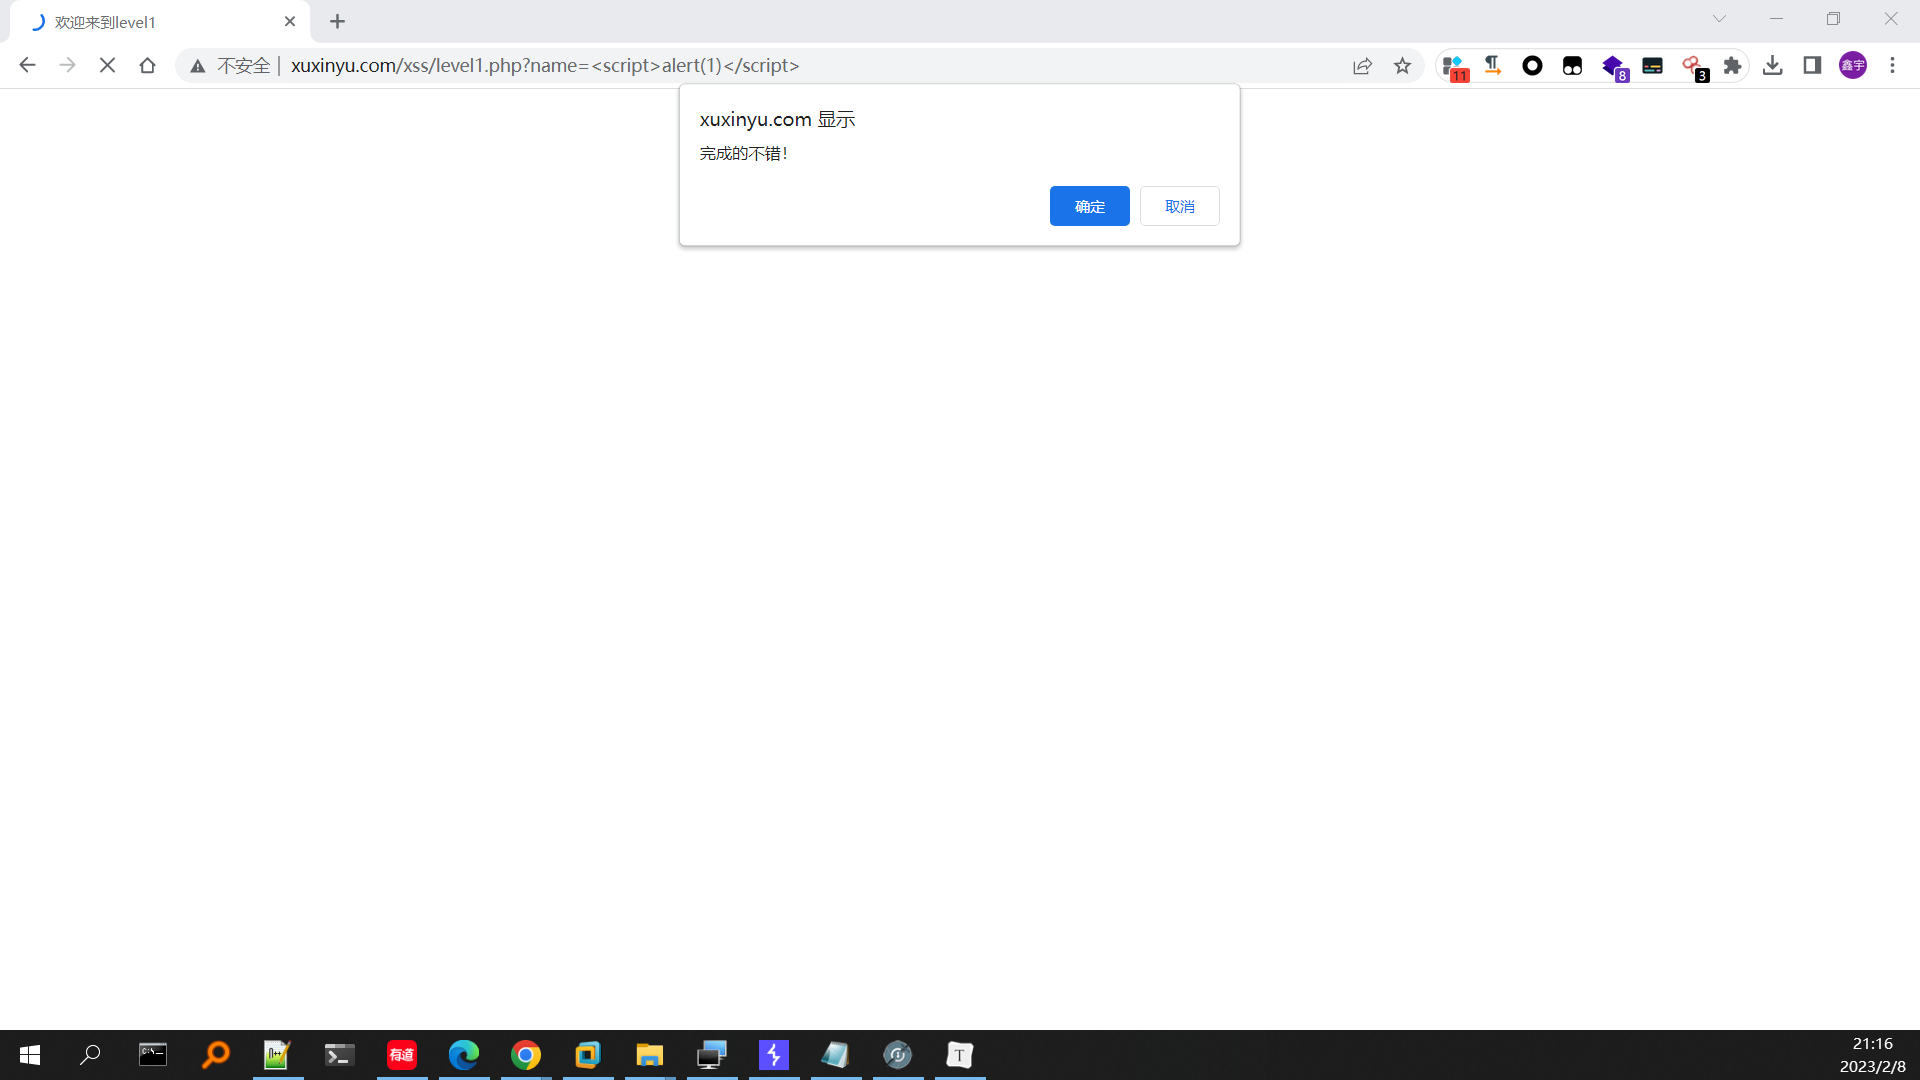 欢迎来到level1
不安全 | xuxinyu.com/xss/level1.php?name=<script>alert(1)</script>
11
8
3
鑫宇
xuxinyu.com 显示
完成的不错!
确定
取消
C:\
有道
T
21:16
2023/2/8